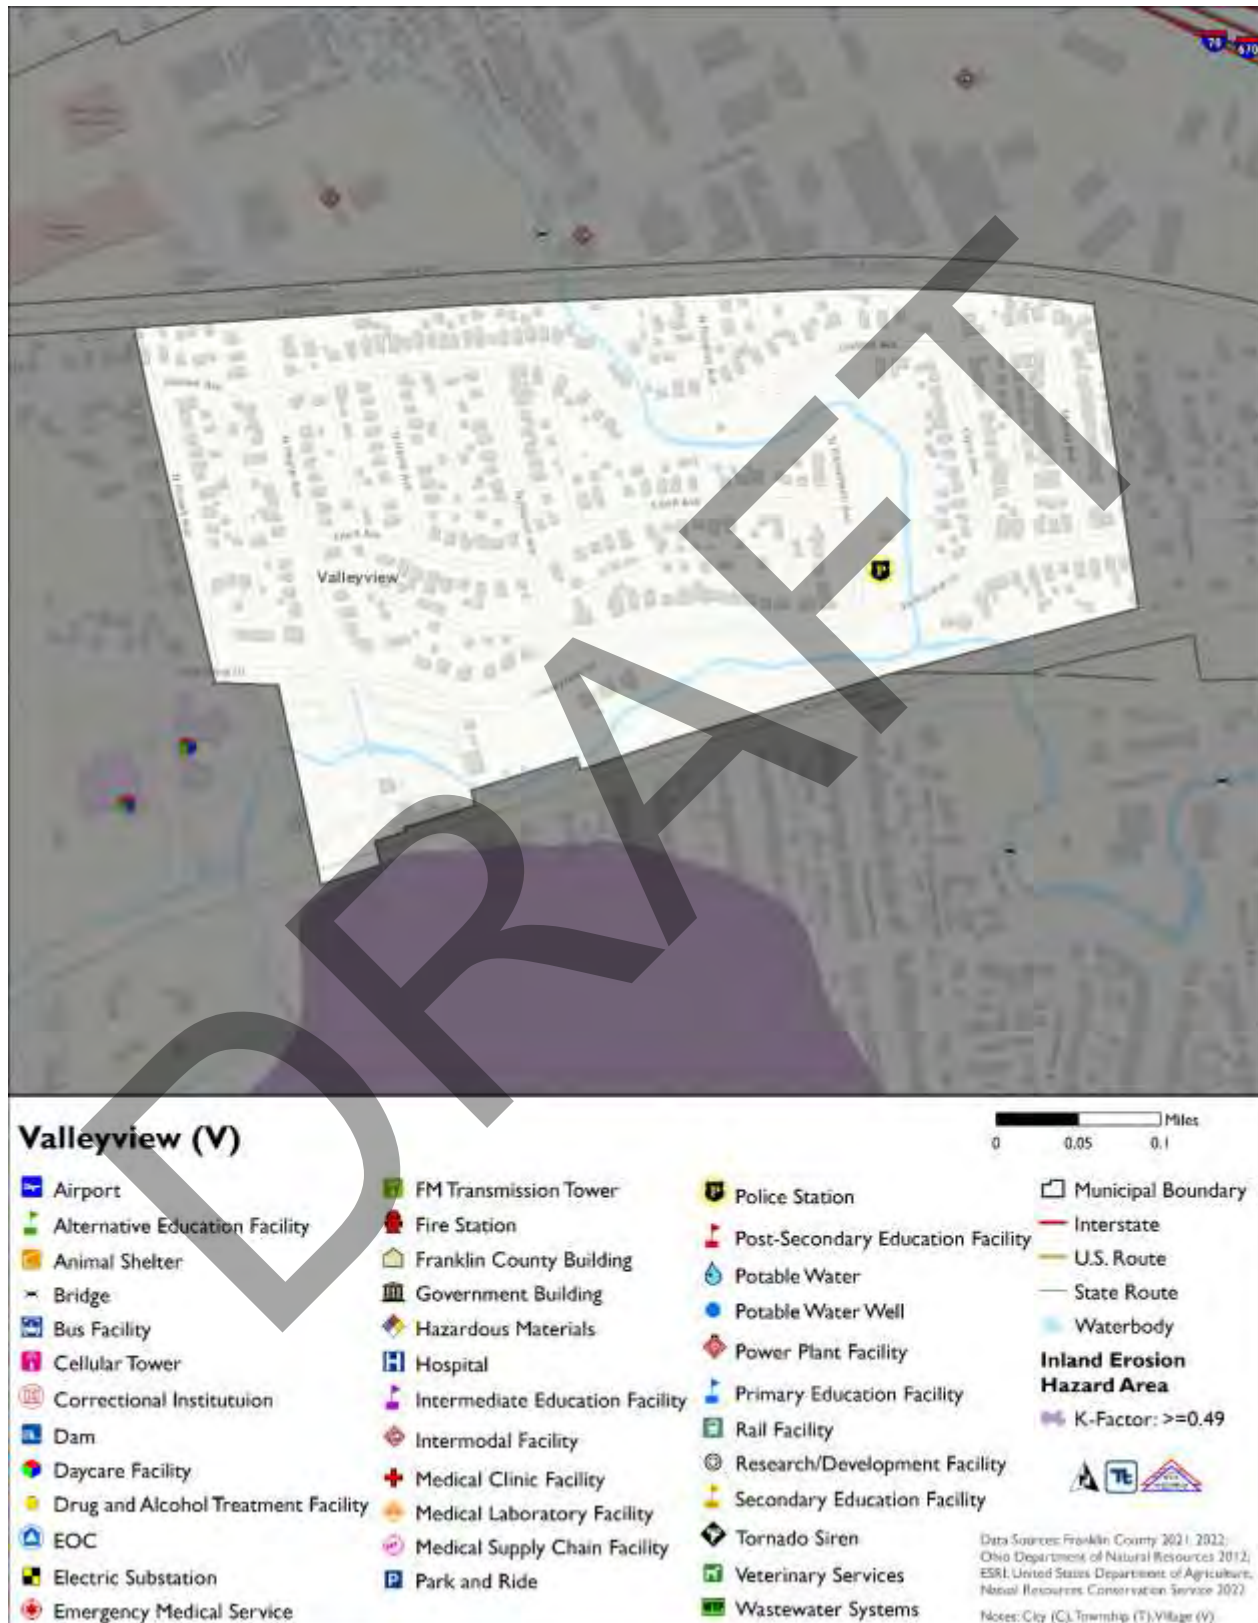 70
670
Valleyview
P
DRAFT
Valleyview (V)
Miles
0 0.05 0.1
Airport
Alternative Education Facility
Animal Shelter
Bridge
Bus Facility
Cellular Tower
Correctional Institutuion
Dam
Daycare Facility
Drug and Alcohol Treatment Facility
EOC
Electric Substation
Emergency Medical Service
FM Transmission Tower
Fire Station
Franklin County Building
Government Building
Hazardous Materials
Hospital
Intermediate Education Facility
Intermodal Facility
Medical Clinic Facility
Medical Laboratory Facility
Medical Supply Chain Facility
Park and Ride
Police Station
Post-Secondary Education Facility
Potable Water
Potable Water Well
Power Plant Facility
Primary Education Facility
Rail Facility
Research/Development Facility
Secondary Education Facility
Tornado Siren
Veterinary Services
Wastewater Systems
Municipal Boundary
Interstate
U.S. Route
State Route
Waterbody
Inland Erosion
Hazard Area
K-Factor: >=0.49
Data Sources: Franklin County 2021, 2022;
Ohio Department of Natural Resources 2012;
ESRI; United States Department of Agriculture,
Natural Resources Conservation Service 2022
Notes: City (C), Township (T), Village (V)